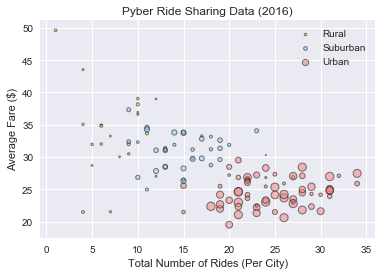 Pyber Ride Sharing Data (2016)
Rural
Suburban
Urban
Average Fare ($)
50
45
40
35
30
25
20
0
5
10
15
20
25
30
35
Total Number of Rides (Per City)